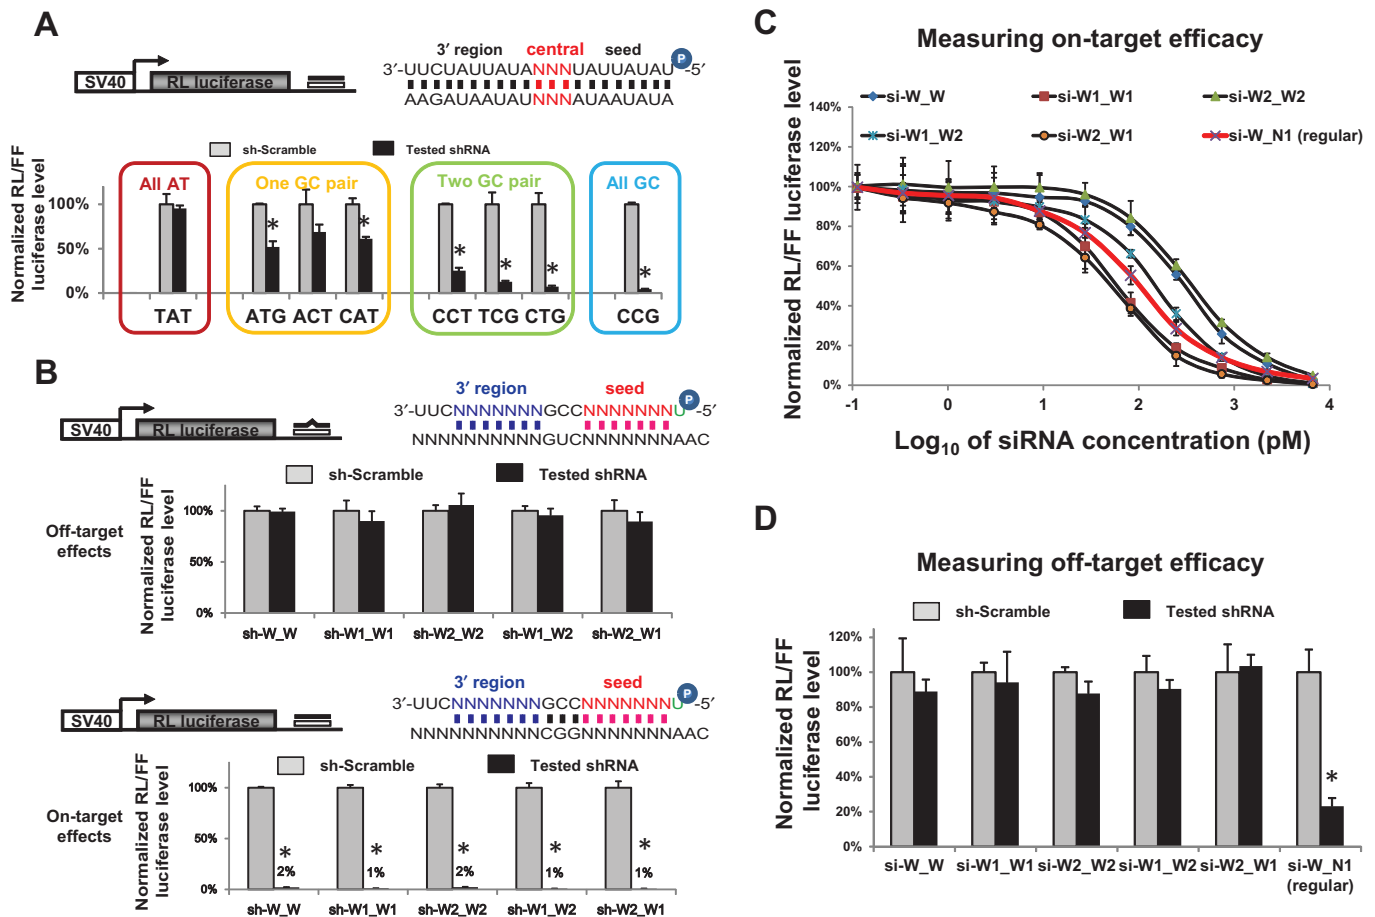 A
3′ region central seed
P
3′-UUCUAUUAUANNNUAUUAUAU -5′
AAGAUAAUAUNNNAUAAUAUA
SV40 RL luciferase
sh-Scramble Tested shRNA
Normalized RL/FF
luciferase level
All AT One GC pair Two GC pair All GC
100%
50%
0%
* * * * * *
TAT ATG ACT CAT CCT TCG CTG CCG
B
3′ region seed
P
3′-UUCNNNNNNNGCCNNNNNNNU -5′
NNNNNNNNNNGUCNNNNNNNAAC
SV40 RL luciferase
sh-Scramble Tested shRNA
Off-target
effects
Normalized RL/FF
luciferase level
100%
50%
0%
sh-W_W sh-W1_W1 sh-W2_W2 sh-W1_W2 sh-W2_W1
3′ region seed
P
3′-UUCNNNNNNNGCCNNNNNNNU -5′
NNNNNNNNNNCGGNNNNNNNAAC
SV40 RL luciferase
sh-Scramble Tested shRNA
On-target
effects
Normalized RL/FF
luciferase level
100%
50%
0%
* * * * *
2% 1% 2% 1% 1%
sh-W_W sh-W1_W1 sh-W2_W2 sh-W1_W2 sh-W2_W1
C
Measuring on-target efficacy
Normalized RL/FF luciferase level
si-W_W si-W1_W1 si-W2_W2
si-W1_W2 si-W2_W1 si-W_N1 (regular)
140%
120%
100%
80%
60%
40%
20%
0%
-1 0 1 2 3 4
Log10 of siRNA concentration (pM)
D
Measuring off-target efficacy
sh-Scramble Tested shRNA
Normalized RL/FF
luciferase level
120%
100%
80%
60%
40%
20%
0%
*
si-W_W si-W1_W1 si-W2_W2 si-W1_W2 si-W2_W1 si-W_N1
(regular)